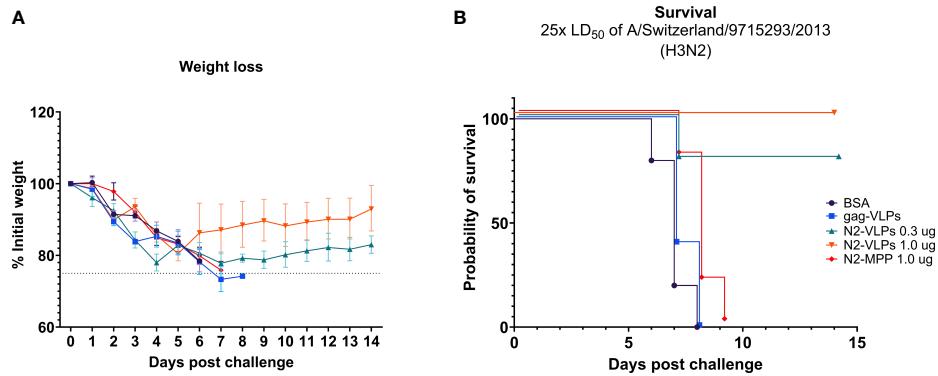 A
Weight loss
% Initial weight
120
100
80
60
0 1 2 3 4 5 6 7 8 9 10 11 12 13 14
Days post challenge
B
Survival
25x LD50 of A/Switzerland/9715293/2013
(H3N2)
Probability of survival
100
50
0
0 5 10 15
Days post challenge
BSA
gag-VLPs
N2-VLPs 0.3 ug
N2-VLPs 1.0 ug
N2-MPP 1.0 ug